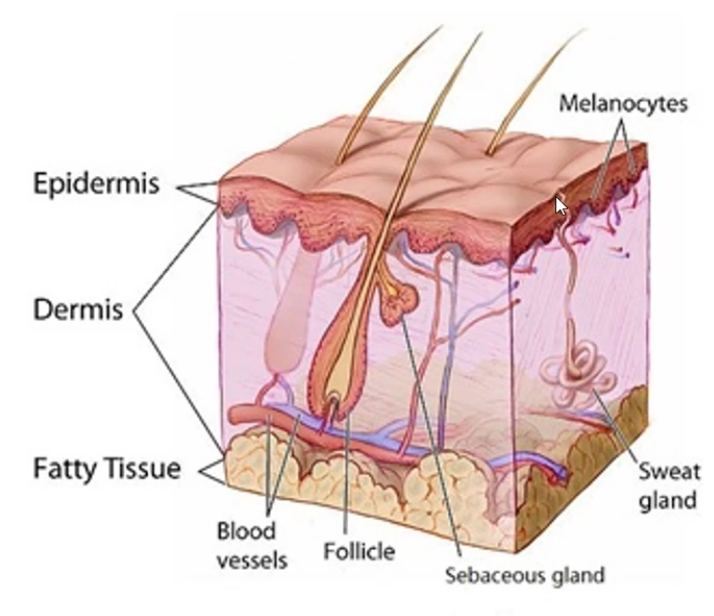 Melanocytes
Epidermis
Dermis
Fatty Tissue
Sweat
gland
Blood
vessels
Follicle
Sebaceous gland